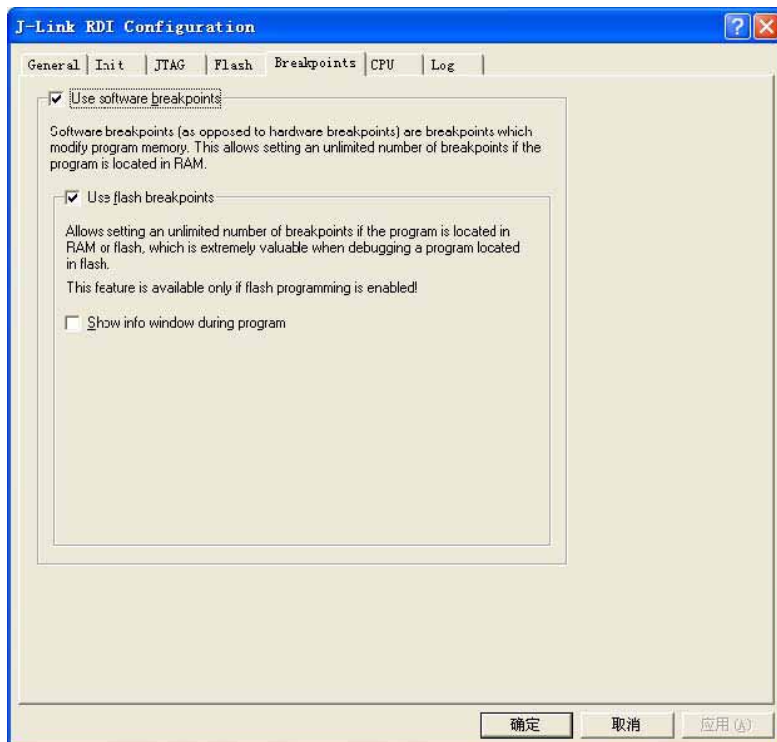 J-Link RDI Configuration
General Init JTAG Flash Breakpoints CPU Log
Use software breakpoints
Software breakpoints (as opposed to hardware breakpoints) are breakpoints which
modify program memory. This allows setting an unlimited number of breakpoints if the
program is located in RAM.
Use flash breakpoints
Allows setting an unlimited number of breakpoints if the program is located in
RAM or flash, which is extremely valuable when debugging a program located
in flash.
This feature is available only if flash programming is enabled!
Show info window during program
确定 取消 应用(A)